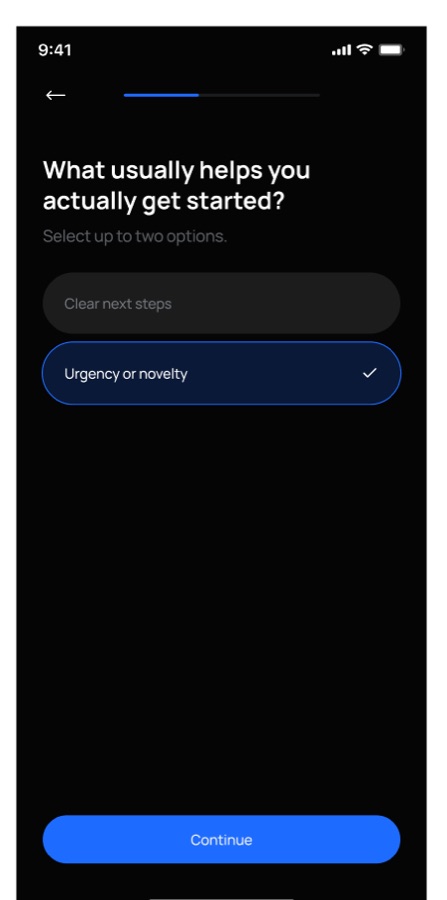 9:41
What usually helps you
actually get started?
Select up to two options.
Clear next steps
Urgency or novelty
Continue